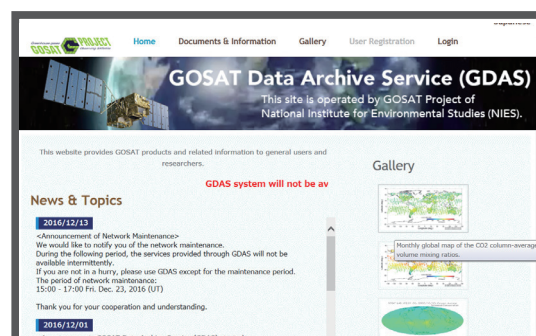 Japanese
GOSAT PROJECT
Home
Documents & Information
Gallery
User Registration
Login
GOSAT Data Archive Service (GDAS)
This site is operated by GOSAT Project of
National Institute for Environmental Studies (NIES).
This website provides GOSAT products and related information to general users and
researchers.
GDAS system will not be av
News & Topics
2016/12/13
<Announcement of Network Maintenance>
We would like to notify you of the network maintenance.
During the following period, the services provided through GDAS will not be
available intermittently.
If you are not in a hurry, please use GDAS except for the maintenance period.
The period of network maintenance:
15:00 - 17:00 Fri. Dec. 23, 2016 (UT)
Thank you for your cooperation and understanding.
2016/12/01
Gallery
Monthly global map of the CO2 column-average
volume mixing ratios.